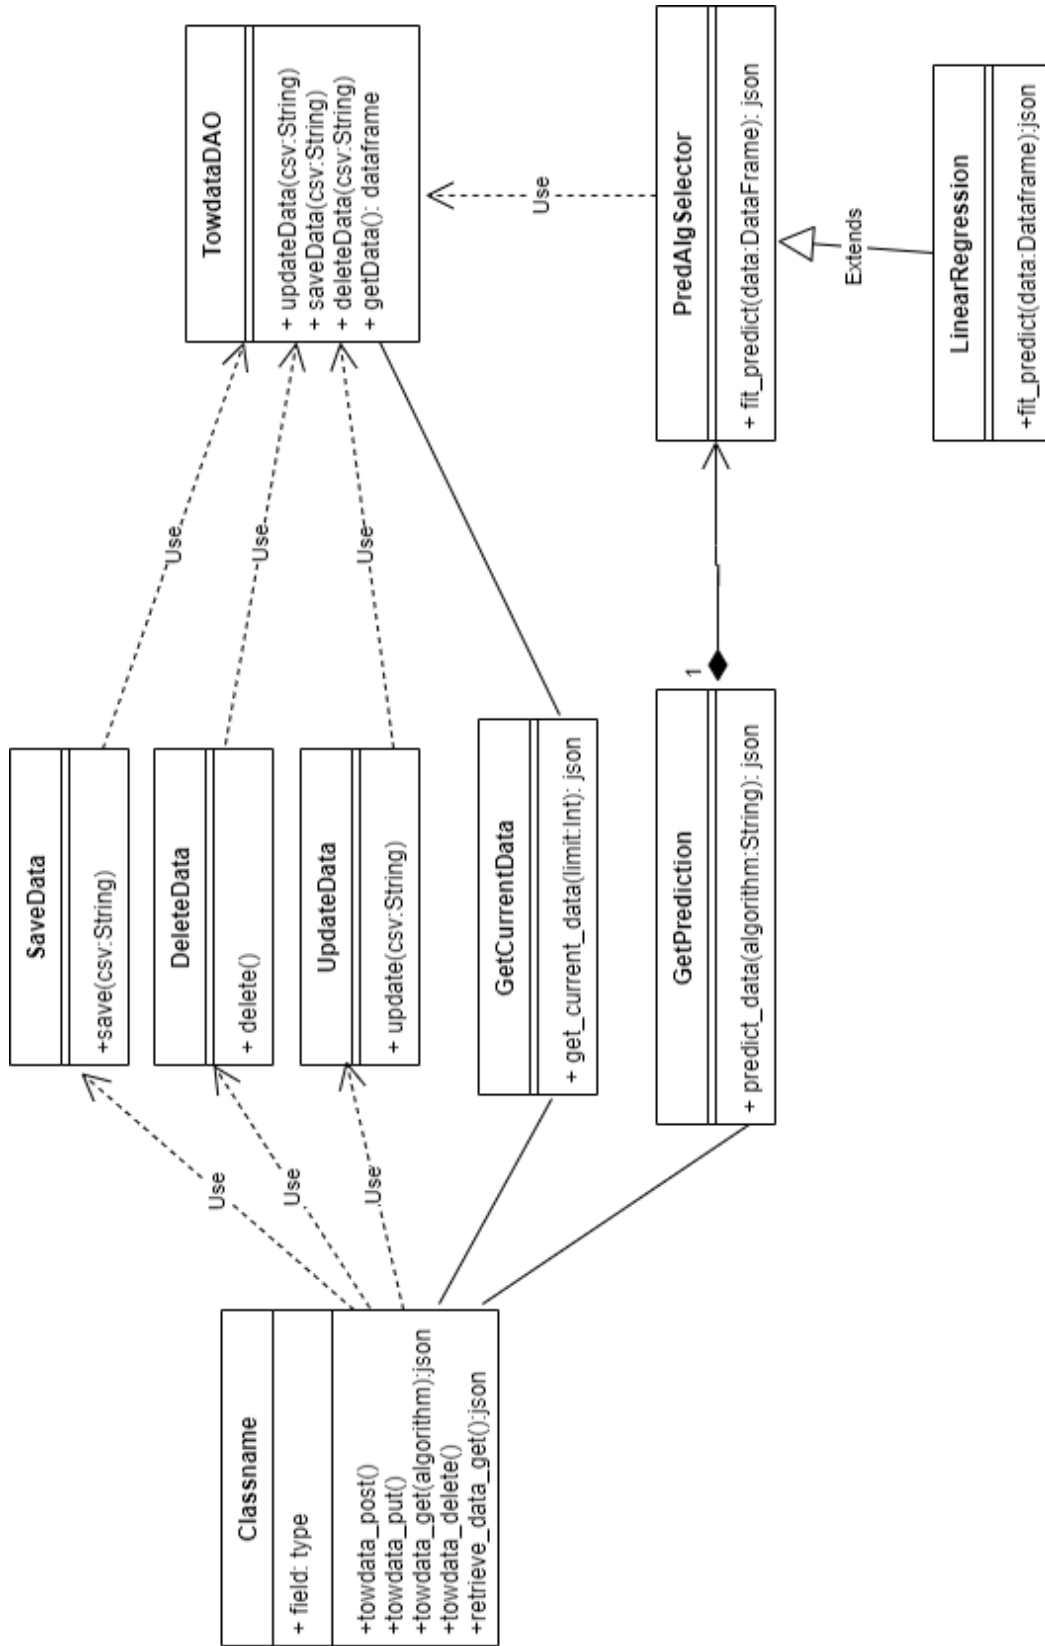 Classname
+ field: type
+towdata_post()
+towdata_put()
+towdata_get(algorithm):json
+towdata_delete()
+retrieve_data_get():json
Use
Use
Use
SaveData
+save(csv:String)
DeleteData
+ delete()
UpdateData
+ update(csv:String)
GetCurrentData
+ get_current_data(limit:Int): json
GetPrediction
+ predict_data(algorithm:String): json
Use
Use
Use
1
TowdataDAO
+ updateData(csv:String)
+ saveData(csv:String)
+ deleteData(csv:String)
+ getData(): dataframe
Use
PredAlgSelector
+ fit_predict(data:DataFrame): json
Extends
LinearRegression
+fit_predict(data:Dataframe):json